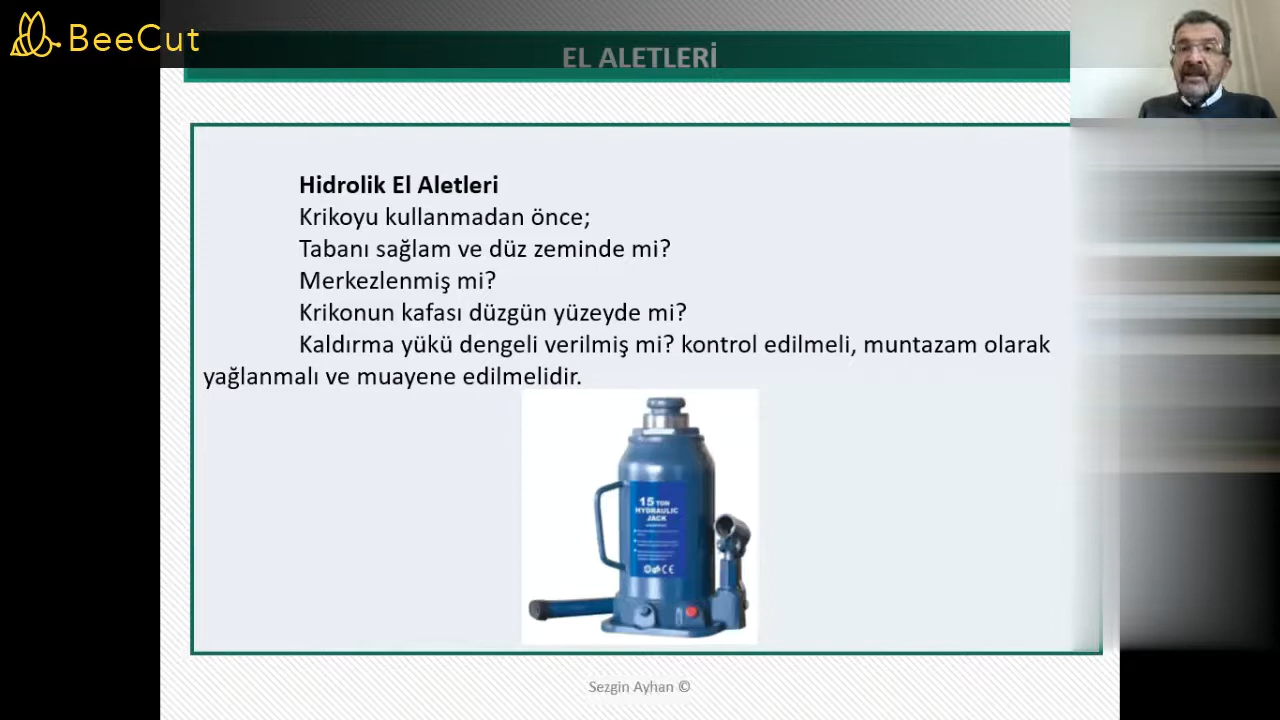 BeeCut
EL ALETLERİ
Hidrolik El Aletleri
Krikoyu kullanmadan önce;
Tabanı sağlam ve düz zeminde mi?
Merkezlenmiş mi?
Krikonun kafası düzgün yüzeyde mi?
Kaldırma yükü dengeli verilmiş mi? kontrol edilmeli, muntazam olarak
yağlanmalı ve muayene edilmelidir.
15 TON
HYDRAULIC
JACK
CE
Sezgin Ayhan ©